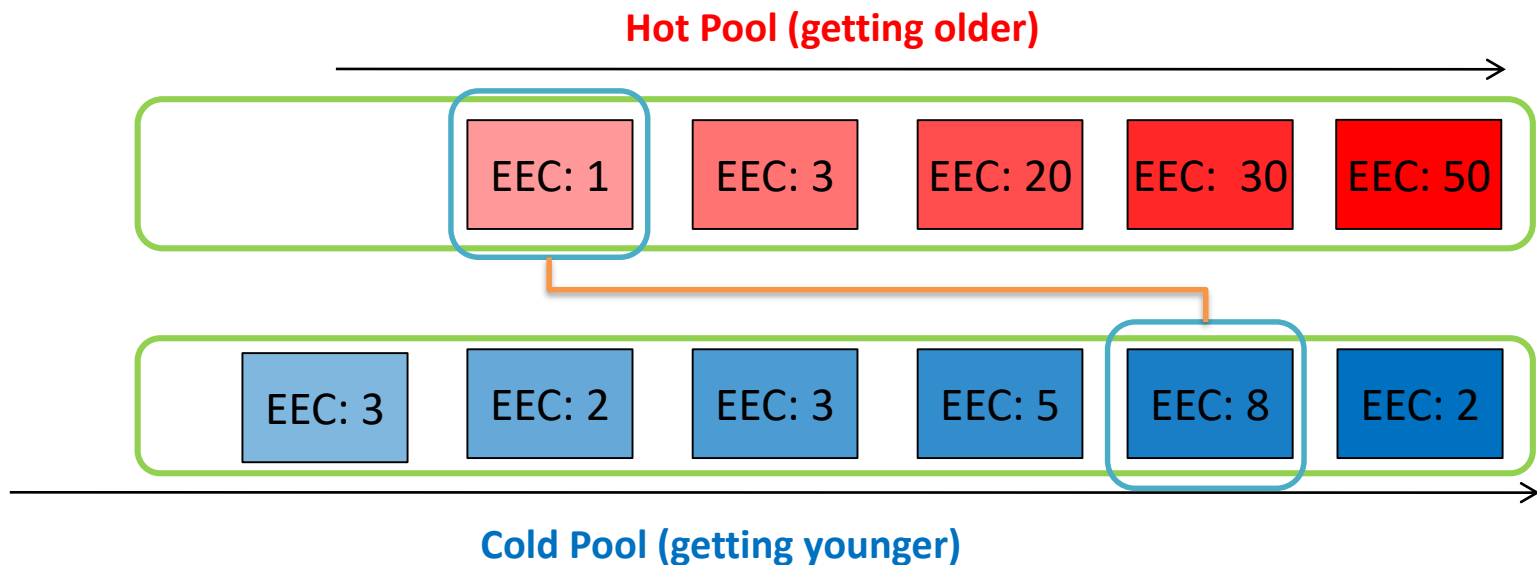 Hot Pool (getting older)
EEC: 1
EEC: 3
EEC: 20
EEC: 30
EEC: 50
EEC: 3
EEC: 2
EEC: 3
EEC: 5
EEC: 8
EEC: 2
Cold Pool (getting younger)